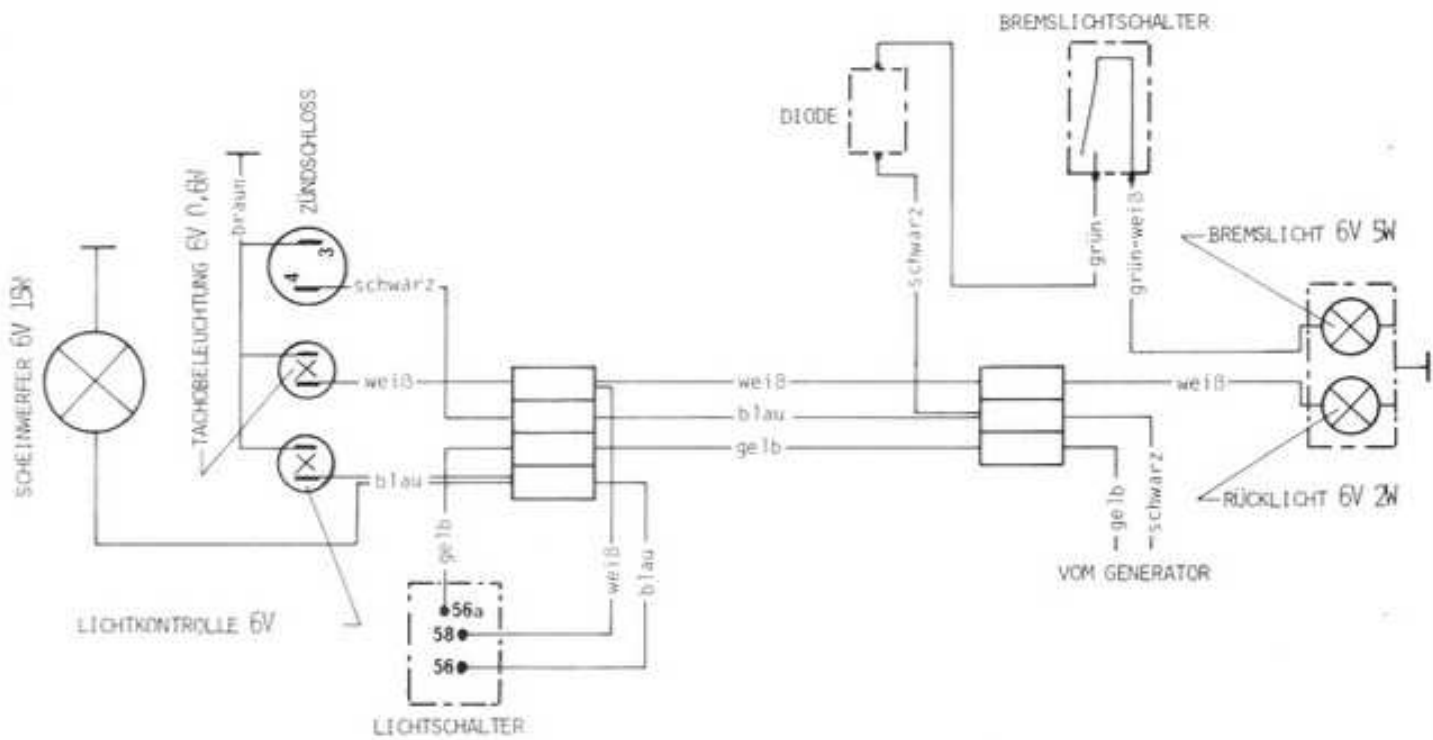 BREMSLICHTSCHALTER
DIODE
ZÜNDSCHLOSS
TACHOBELEUCHTUNG 6V 0,6W
braun
SCHEINWERFER 6V 15W
3
4
schwarz
schwarz
grün
grün-weiß
BREMSLICHT 6V 5W
weiß
weiß
weiß
blau
gelb
blau
RÜCKLICHT 6V 2W
gelb
weiß
blau
gelb
schwarz
VOM GENERATOR
LICHTKONTROLLE 6V
56a
58
56
LICHTSCHALTER